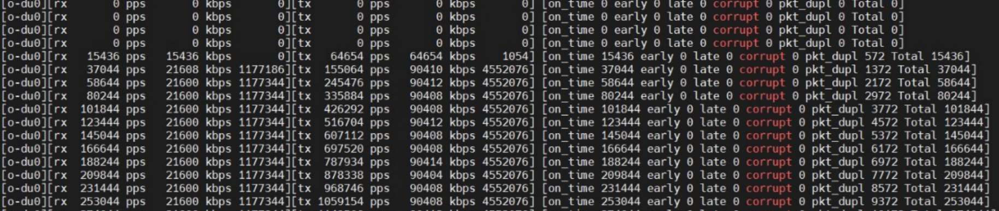 [o-du0][rx 0 pps 0 kbps 0][tx 0 pps 0 kbps 0] [on_time 0 early 0 late 0 corrupt 0 pkt_dupl 0 Total 0]
[o-du0][rx 0 pps 0 kbps 0][tx 0 pps 0 kbps 0] [on_time 0 early 0 late 0 corrupt 0 pkt_dupl 0 Total 0]
[o-du0][rx 0 pps 0 kbps 0][tx 0 pps 0 kbps 0] [on_time 0 early 0 late 0 corrupt 0 pkt_dupl 0 Total 0]
[o-du0][rx 0 pps 0 kbps 0][tx 0 pps 0 kbps 0] [on_time 0 early 0 late 0 corrupt 0 pkt_dupl 0 Total 0]
[o-du0][rx 15436 pps 15436 kbps 0][tx 64654 pps 64654 kbps 1054] [on_time 15436 early 0 late 0 corrupt 0 pkt_dupl 572 Total 15436]
[o-du0][rx 37044 pps 21608 kbps 1177186][tx 155064 pps 90410 kbps 4552076] [on_time 37044 early 0 late 0 corrupt 0 pkt_dupl 1372 Total 37044]
[o-du0][rx 58644 pps 21600 kbps 1177344][tx 245476 pps 90412 kbps 4552076] [on_time 58644 early 0 late 0 corrupt 0 pkt_dupl 2172 Total 58644]
[o-du0][rx 80244 pps 21600 kbps 1177344][tx 335884 pps 90408 kbps 4552076] [on_time 80244 early 0 late 0 corrupt 0 pkt_dupl 2972 Total 80244]
[o-du0][rx 101844 pps 21600 kbps 1177344][tx 426292 pps 90408 kbps 4552076] [on_time 101844 early 0 late 0 corrupt 0 pkt_dupl 3772 Total 101844]
[o-du0][rx 123444 pps 21600 kbps 1177344][tx 516704 pps 90412 kbps 4552076] [on_time 123444 early 0 late 0 corrupt 0 pkt_dupl 4572 Total 123444]
[o-du0][rx 145044 pps 21600 kbps 1177344][tx 607112 pps 90408 kbps 4552076] [on_time 145044 early 0 late 0 corrupt 0 pkt_dupl 5372 Total 145044]
[o-du0][rx 166644 pps 21600 kbps 1177344][tx 697520 pps 90408 kbps 4552076] [on_time 166644 early 0 late 0 corrupt 0 pkt_dupl 6172 Total 166644]
[o-du0][rx 188244 pps 21600 kbps 1177344][tx 787934 pps 90414 kbps 4552076] [on_time 188244 early 0 late 0 corrupt 0 pkt_dupl 6972 Total 188244]
[o-du0][rx 209844 pps 21600 kbps 1177344][tx 878338 pps 90404 kbps 4552076] [on_time 209844 early 0 late 0 corrupt 0 pkt_dupl 7772 Total 209844]
[o-du0][rx 231444 pps 21600 kbps 1177344][tx 968746 pps 90408 kbps 4552076] [on_time 231444 early 0 late 0 corrupt 0 pkt_dupl 8572 Total 231444]
[o-du0][rx 253044 pps 21600 kbps 1177344][tx 1059154 pps 90408 kbps 4552076] [on_time 253044 early 0 late 0 corrupt 0 pkt_dupl 9372 Total 253044]